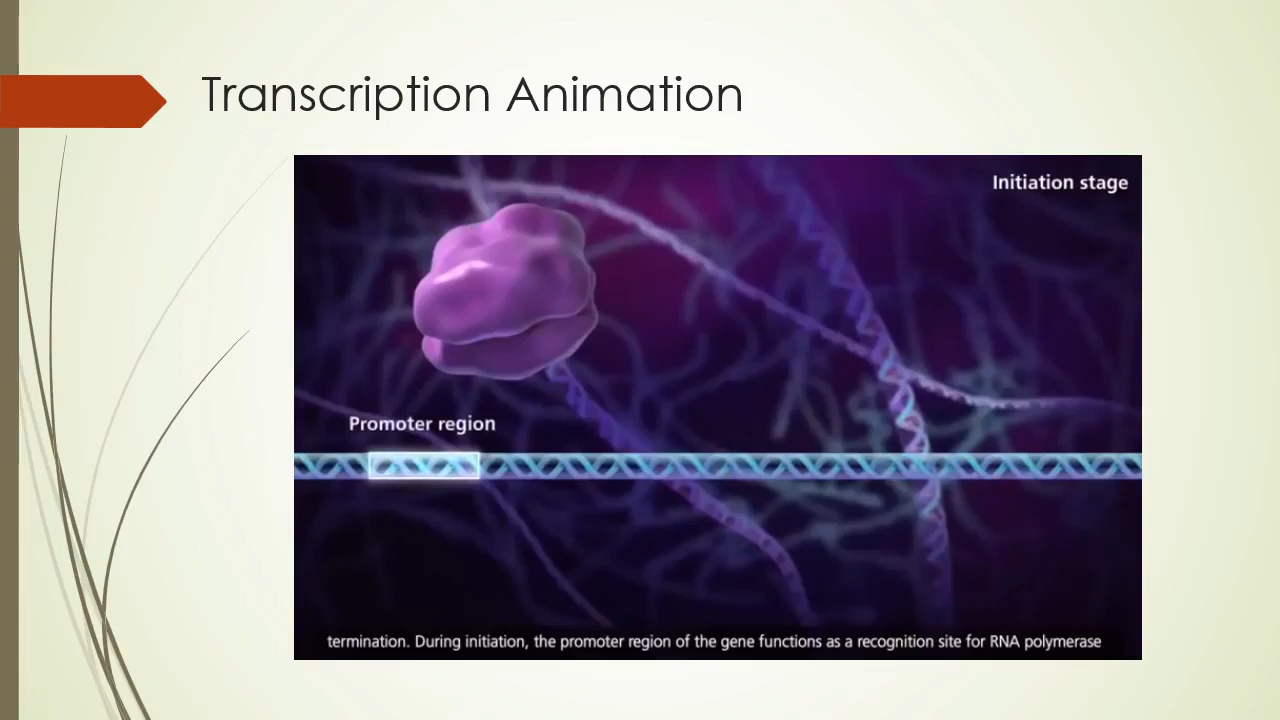 Transcription Animation
Initiation stage
Promoter region
termination. During initiation, the promoter region of the gene functions as a recognition site for RNA polymerase